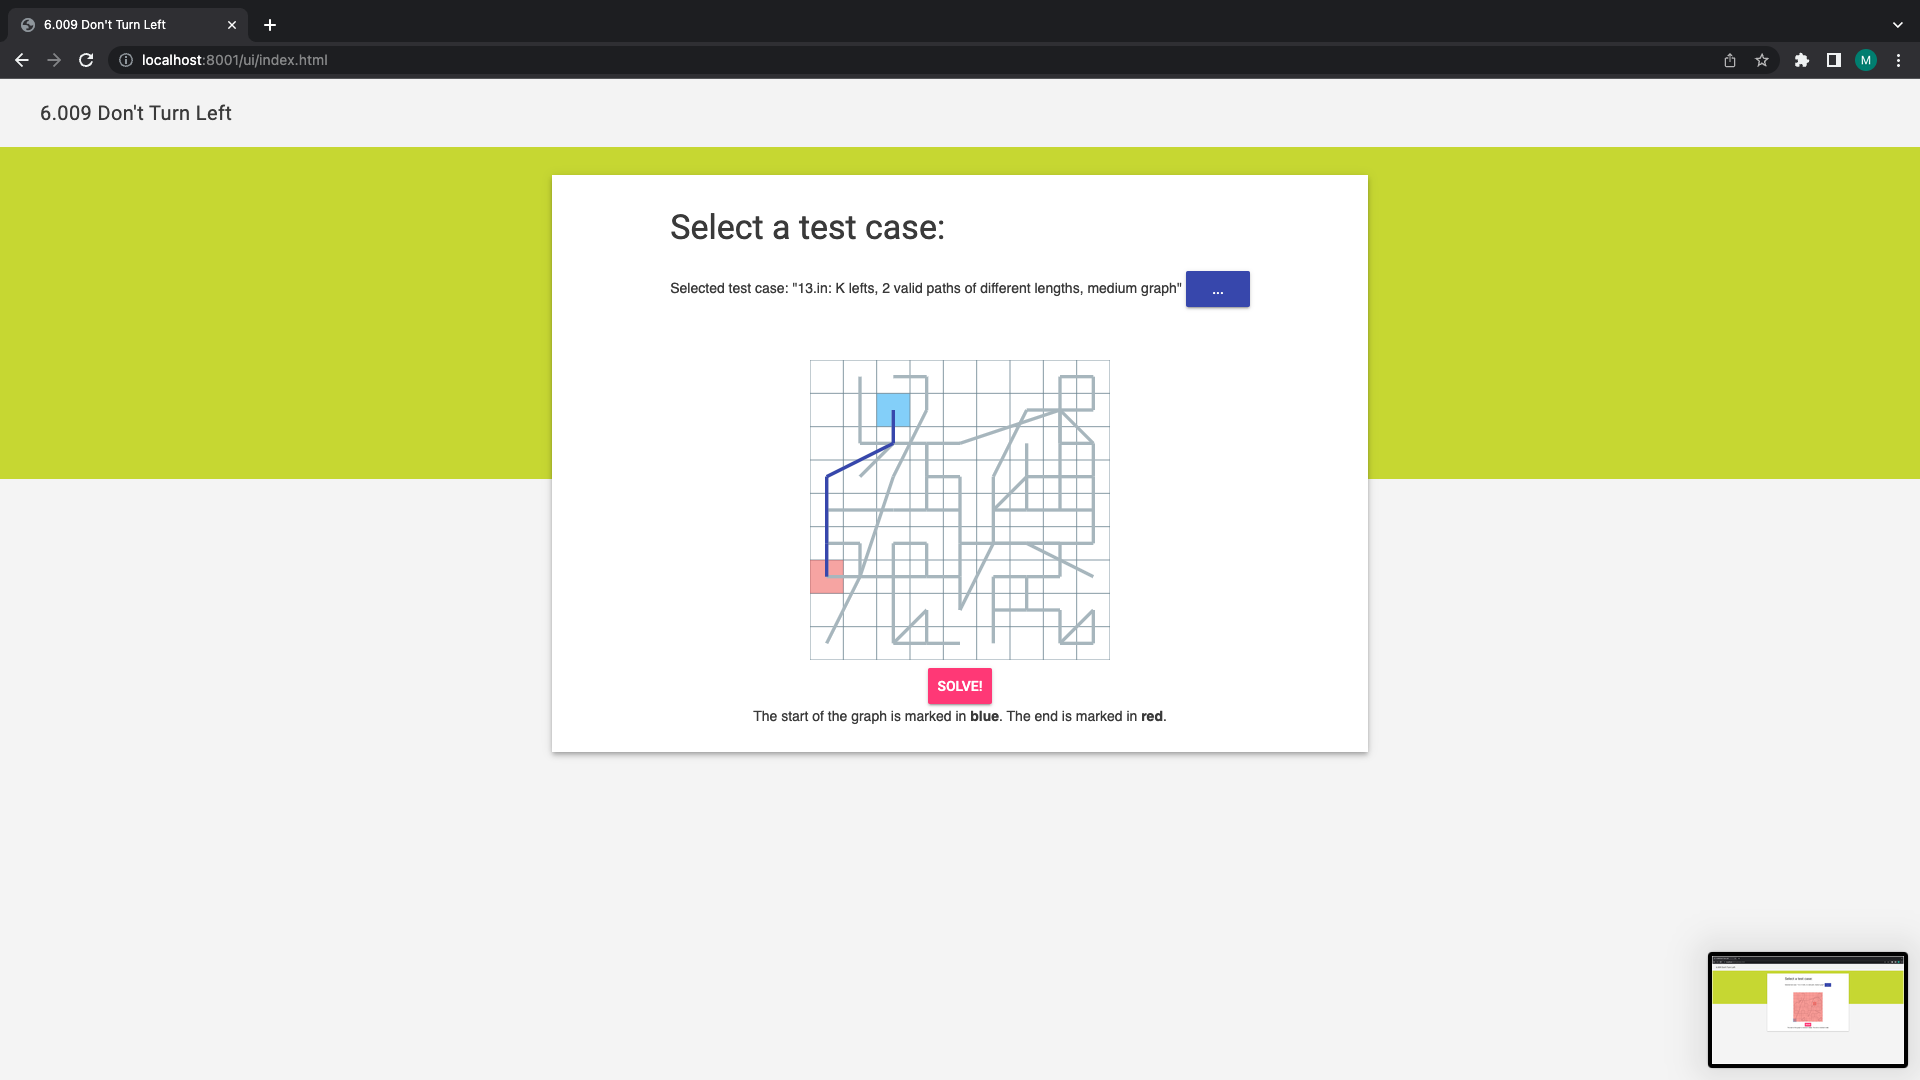 6.009 Don't Turn Left
localhost:8001/ui/index.html
M
6.009 Don't Turn Left
Select a test case:
Selected test case: "13.in: K lefts, 2 valid paths of different lengths, medium graph" ...
SOLVE!
The start of the graph is marked in blue. The end is marked in red.